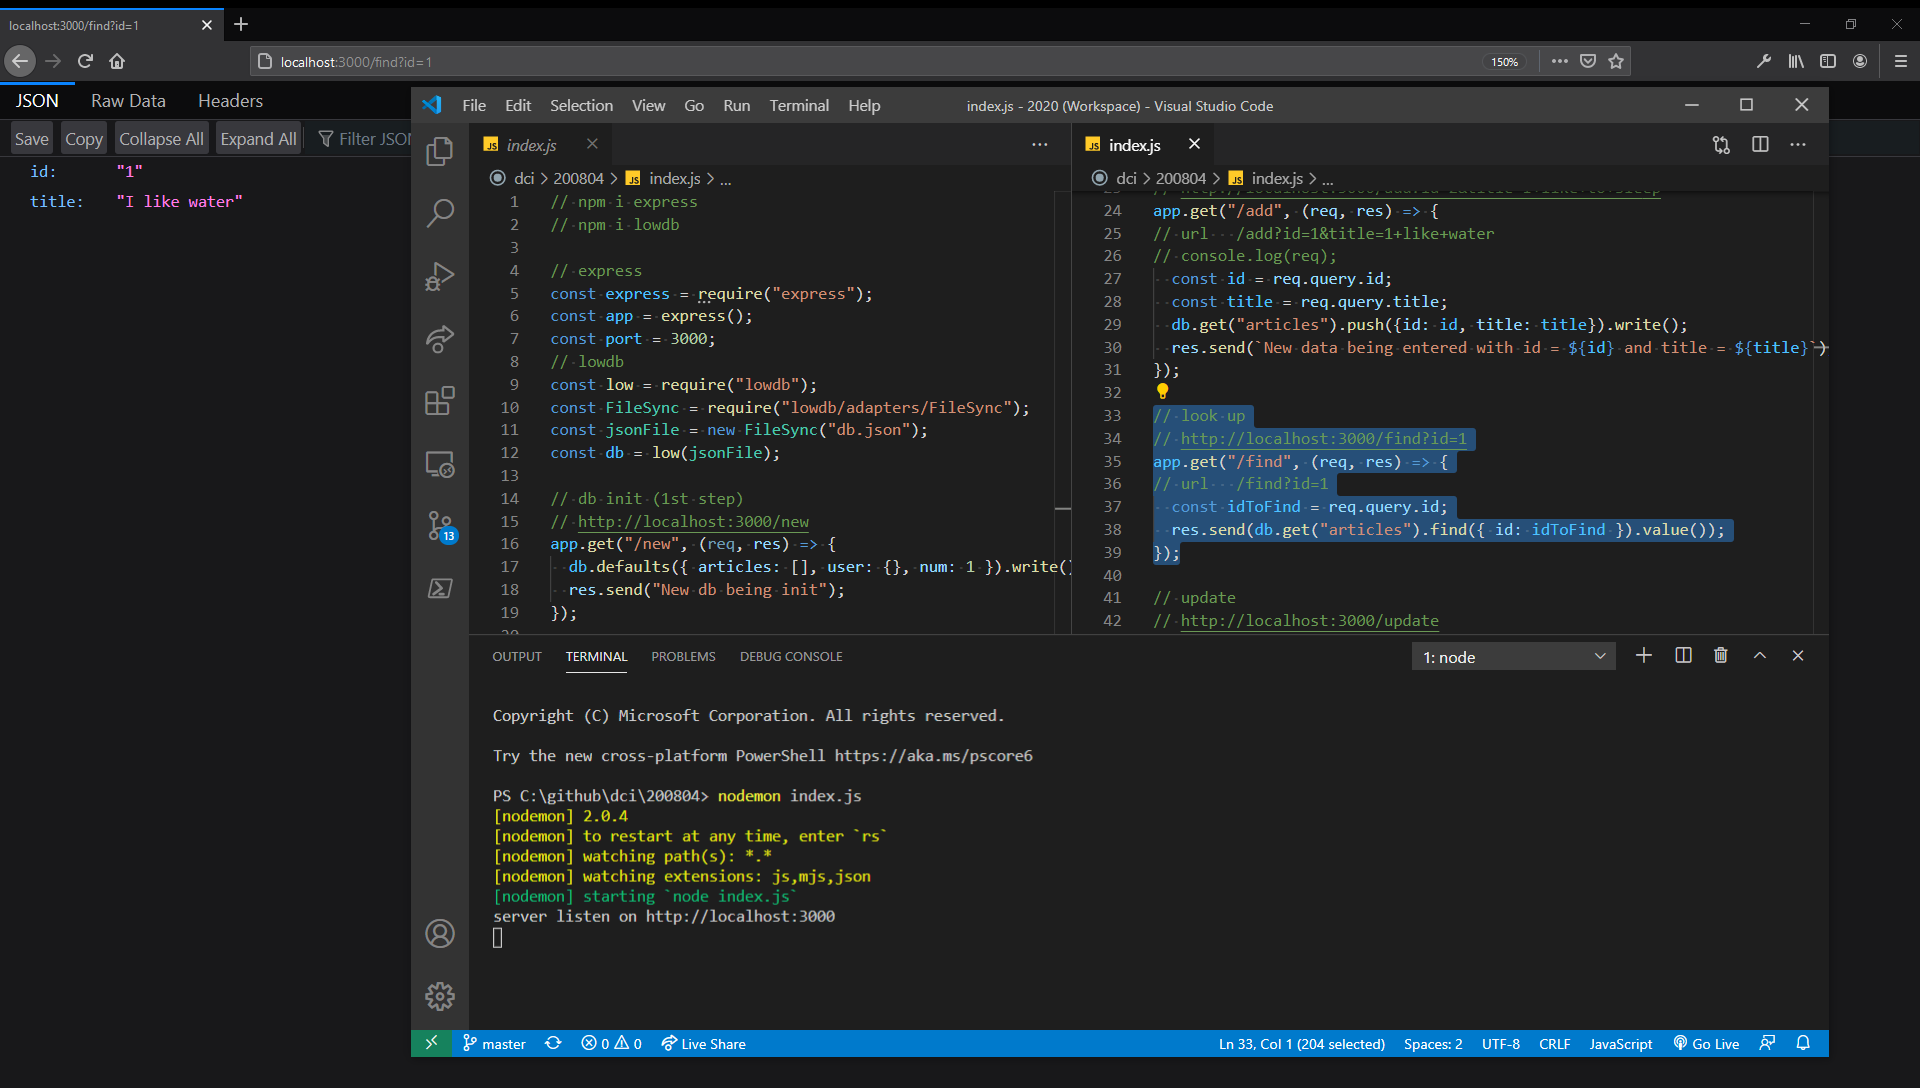 localhost:3000/find?id=1
localhost:3000/find?id=1
150%
JSON Raw Data Headers
Save Copy Collapse All Expand All Filter JSON
id: "1"
title: "I like water"
File Edit Selection View Go Run Terminal Help
index.js - 2020 (Workspace) - Visual Studio Code
JS index.js
dci > 200804 > JS index.js > ...
1 // npm i express
2 // npm i lowdb
3
4 // express
5 const express = require("express");
6 const app = express();
7 const port = 3000;
8 // lowdb
9 const low = require("lowdb");
10 const FileSync = require("lowdb/adapters/FileSync");
11 const jsonFile = new FileSync("db.json");
12 const db = low(jsonFile);
13
14 // db init (1st step)
15 // http://localhost:3000/new
16 app.get("/new", (req, res) => {
17 db.defaults({ articles: [], user: {}, num: 1 }).write()
18 res.send("New db being init");
19 });
JS index.js
dci > 200804 > JS index.js > ...
24 app.get("/add", (req, res) => {
25 // url /add?id=1&title=1+like+water
26 // console.log(req);
27 const id = req.query.id;
28 const title = req.query.title;
29 db.get("articles").push({id: id, title: title}).write();
30 res.send(`New data being entered with id = ${id} and title = ${title}`)
31 });
32
33 // look up
34 // http://localhost:3000/find?id=1
35 app.get("/find", (req, res) => {
36 // url /find?id=1
37 const idToFind = req.query.id;
38 res.send(db.get("articles").find({ id: idToFind }).value());
39 });
40
41 // update
42 // http://localhost:3000/update
13
OUTPUT TERMINAL PROBLEMS DEBUG CONSOLE
1: node
Copyright (C) Microsoft Corporation. All rights reserved.
Try the new cross-platform PowerShell https://aka.ms/pscore6
PS C:\github\dci\200804> nodemon index.js
[nodemon] 2.0.4
[nodemon] to restart at any time, enter `rs`
[nodemon] watching path(s): *.*
[nodemon] watching extensions: js,mjs,json
[nodemon] starting `node index.js`
server listen on http://localhost:3000
master 0 0 Live Share
Ln 33, Col 1 (204 selected) Spaces: 2 UTF-8 CRLF JavaScript Go Live